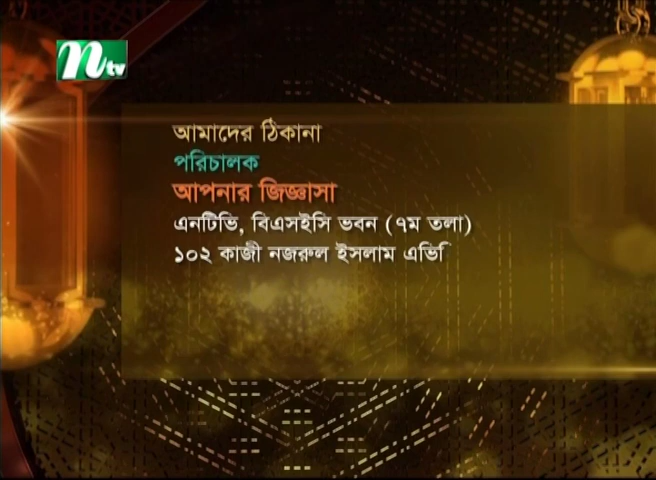 ntv
আমাদের ঠিকানা
পরিচালক
আপনার জিজ্ঞাসা
এনটিভি, বিএসইসি ভবন (৭ম তলা)
১০২ কাজী নজরুল ইসলাম এভি